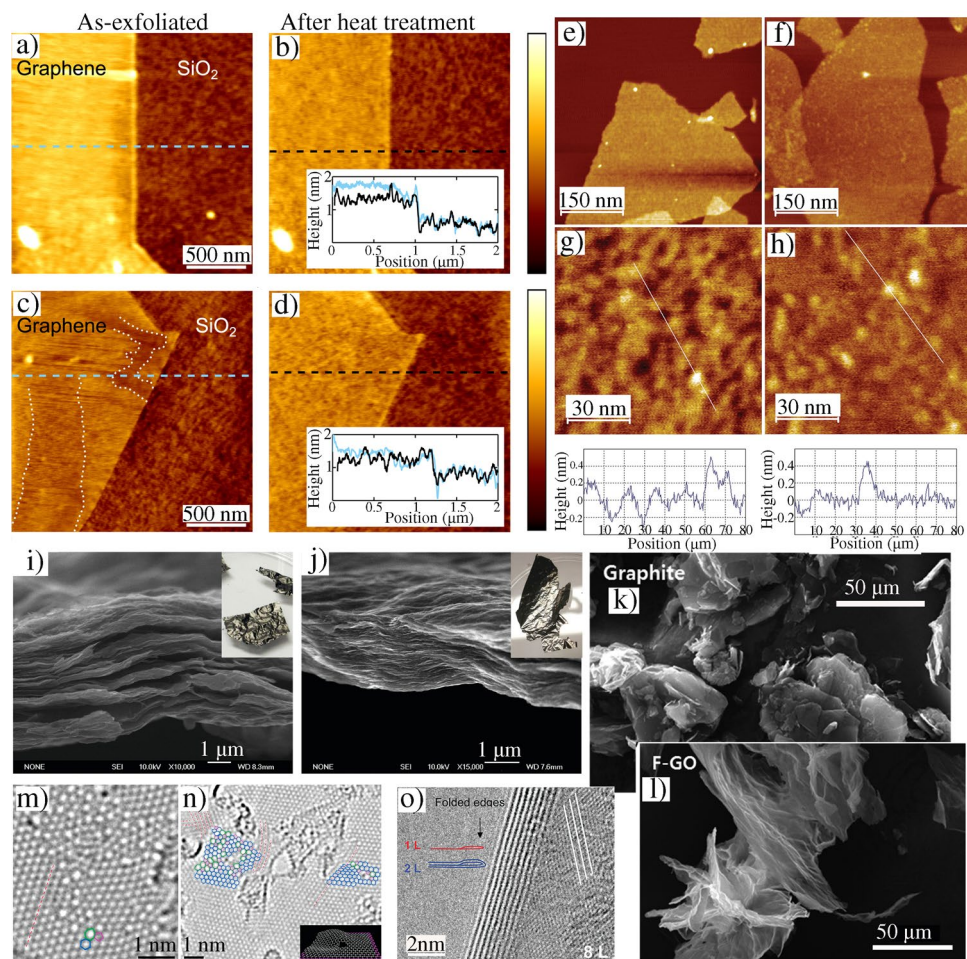 As-exfoliated
After heat treatment
a)
Graphene
SiO₂
500 nm
b)
Height (nm)
2
1
0
0.5
1
1.5
2
Position (μm)
c)
Graphene
SiO₂
500 nm
d)
Height (nm)
2
1
0
0.5
1
1.5
2
Position (μm)
e)
150 nm
f)
150 nm
g)
30 nm
h)
30 nm
Height (nm)
0.4
0.2
0
-0.2
10 20 30 40 50 60 70 80
Position (μm)
Height (nm)
0.4
0.2
0
-0.2
10 20 30 40 50 60 70 80
Position (μm)
i)
1 μm
NONE SEI 10.0kV X10,000 WD 8.3mm
j)
1 μm
NONE SEI 10.0kV X15,000 WD 7.6mm
Graphite
k)
50 μm
F-GO
l)
50 μm
m)
1 nm
n)
1 nm
o)
Folded edges
1 L
2 L
2nm
8 L